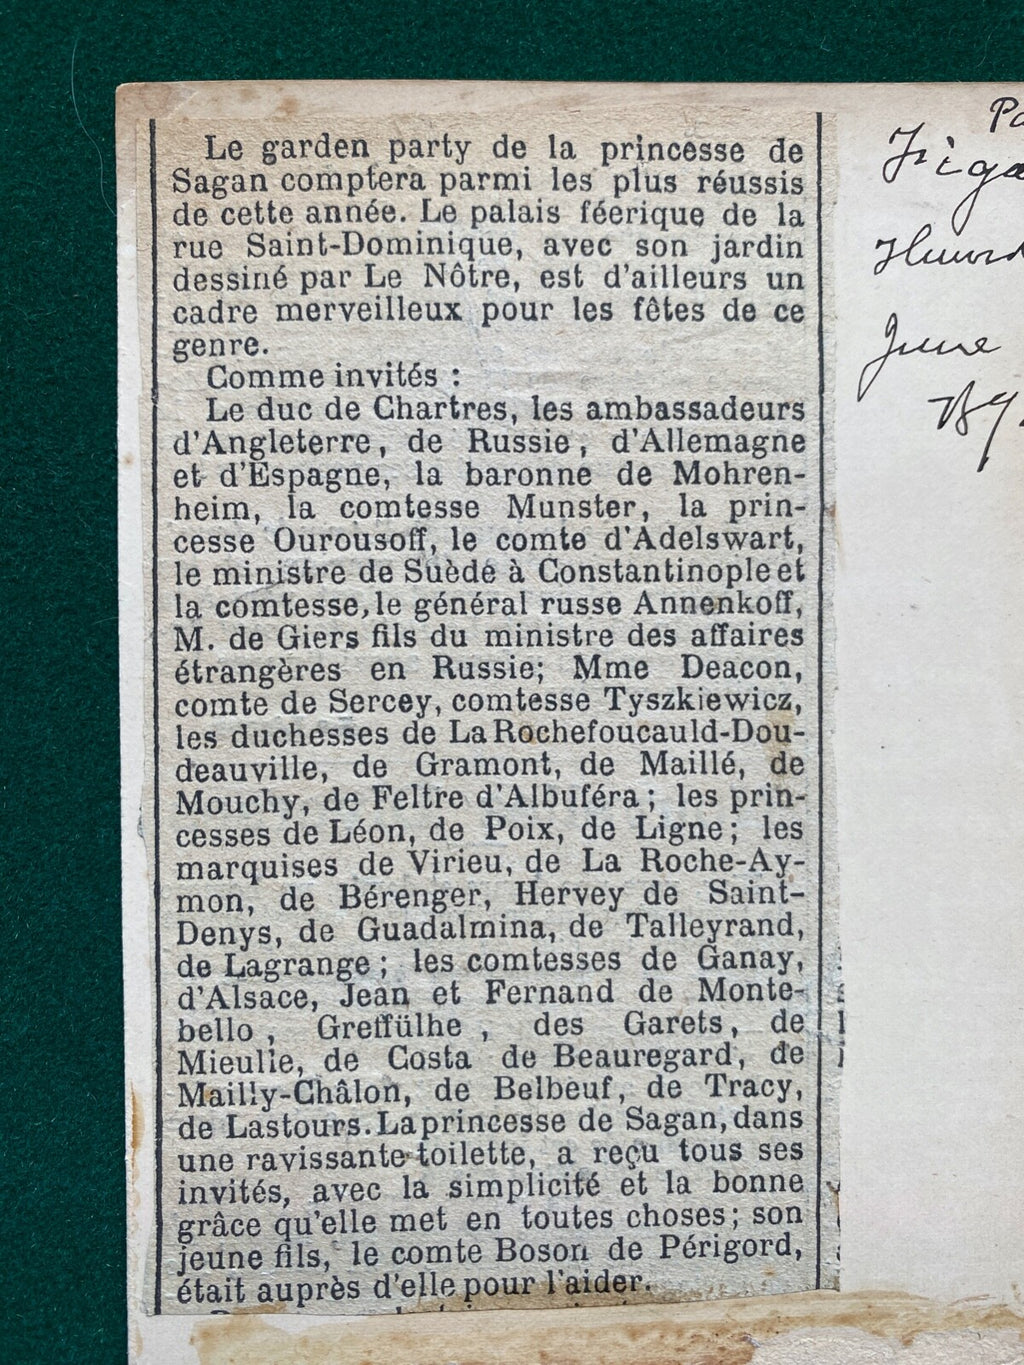 Le garden party de la princesse de
Sagan comptera parmi les plus réussis
de cette année. Le palais féerique de la
rue Saint-Dominique, avec son jardin
dessiné par Le Nôtre, est d'ailleurs un
cadre merveilleux pour les fêtes de ce
genre.
Comme invités :
Le duc de Chartres, les ambassadeurs
d'Angleterre, de Russie, d'Allemagne
et d'Espagne, la baronne de Mohren-
heim, la comtesse Munster, la prin-
cesse Ourousoff, le comte d'Adelswart,
le ministre de Suède à Constantinople et
la comtesse, le général russe Annenkoff,
M. de Giers fils du ministre des affaires
étrangères en Russie; Mme Deacon,
comte de Sercey, comtesse Tyszkiewicz,
les duchesses de La Rochefoucauld-Dou-
deauville, de Gramont, de Maillé, de
Mouchy, de Feltre d'Albuféra; les prin-
cesses de Léon, de Poix, de Ligne; les
marquises de Virieu, de La Roche-Ay-
mon, de Bérenger, Hervey de Saint-
Denys, de Guadalmina, de Talleyrand,
de Lagrange; les comtesses de Ganay,
d'Alsace, Jean et Fernand de Monte-
bello, Greffülhe, des Garets, de
Mieulle, de Costa de Beauregard, de
Mailly-Châlon, de Belbeuf, de Tracy,
de Lastours. La princesse de Sagan, dans
une ravissante toilette, a reçu tous ses
invités, avec la simplicité et la bonne
grâce qu'elle met en toutes choses; son
jeune fils, le comte Boson de Périgord,
était auprès d'elle pour l'aider.
Figa
June